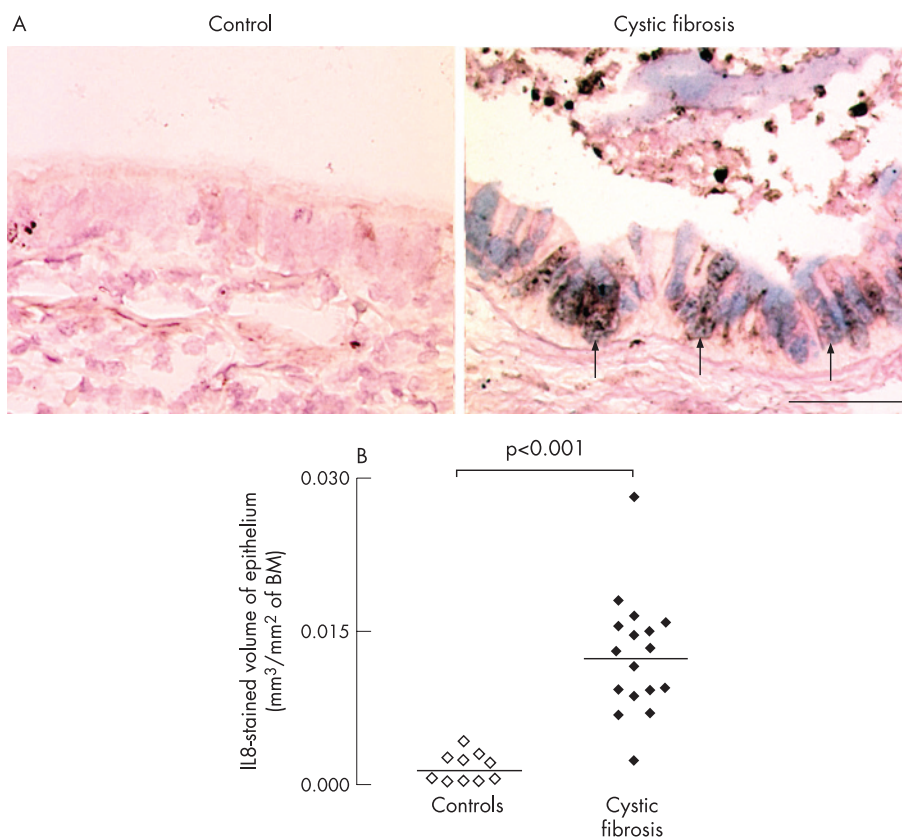 A
Control
Cystic fibrosis
B
p<0.001
IL8-stained volume of epithelium
(mm³/mm² of BM)
0.030
0.015
0.000
Controls
Cystic
fibrosis